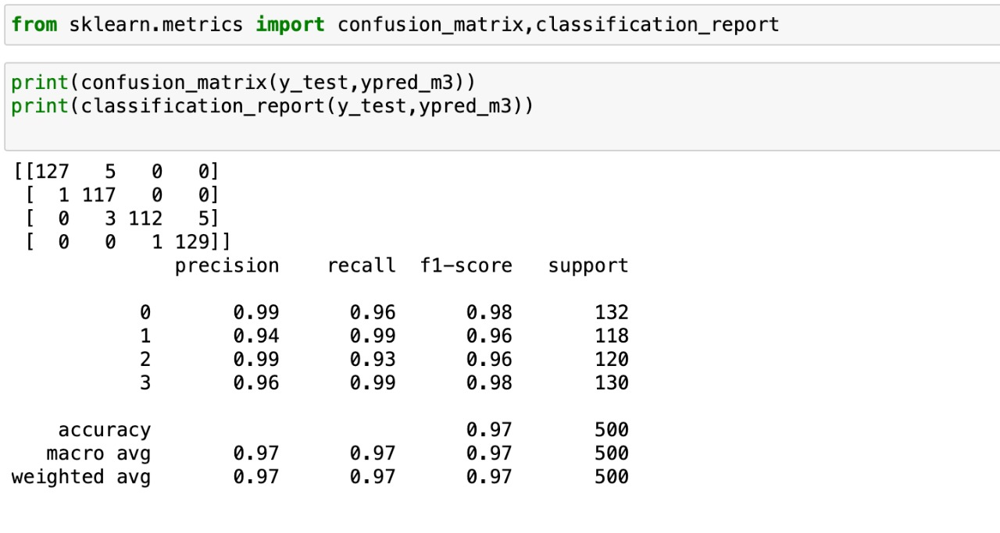 from sklearn.metrics import confusion_matrix,classification_report
print(confusion_matrix(y_test,ypred_m3))
print(classification_report(y_test,ypred_m3))
[[127   5   0   0]
 [  1 117   0   0]
 [  0   3 112   5]
 [  0   0   1 129]]
              precision    recall  f1-score   support
           0       0.99      0.96      0.98       132
           1       0.94      0.99      0.96       118
           2       0.99      0.93      0.96       120
           3       0.96      0.99      0.98       130
    accuracy                           0.97       500
   macro avg       0.97      0.97      0.97       500
weighted avg       0.97      0.97      0.97       500